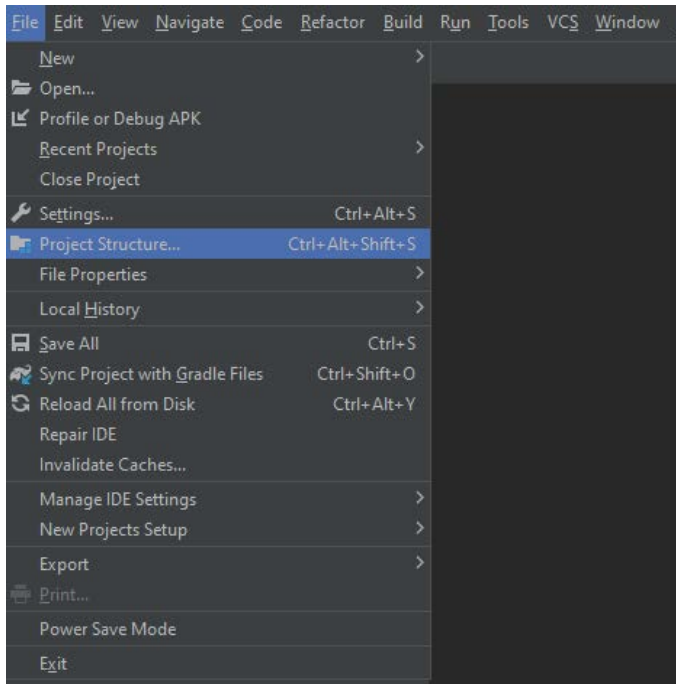 File Edit View Navigate Code Refactor Build Run Tools VCS Window
New
Open...
Profile or Debug APK
Recent Projects
Close Project
Settings... Ctrl+Alt+S
Project Structure... Ctrl+Alt+Shift+S
File Properties
Local History
Save All Ctrl+S
Sync Project with Gradle Files Ctrl+Shift+O
Reload All from Disk Ctrl+Alt+Y
Repair IDE
Invalidate Caches...
Manage IDE Settings
New Projects Setup
Export
Print...
Power Save Mode
Exit